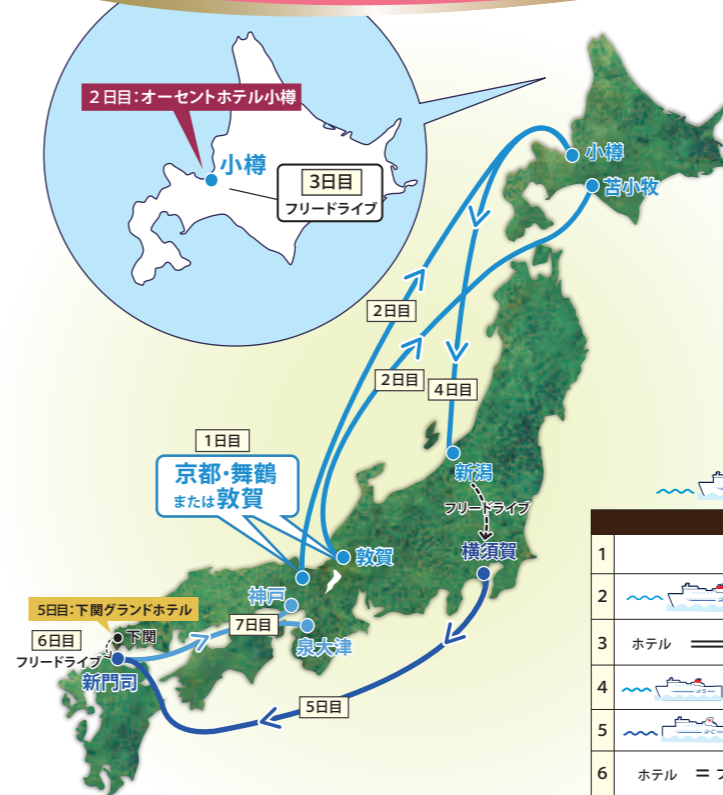 2日目:オーセントホテル小樽
小樽
3日目
フリードライブ
小樽
苫小牧
2日目
2日目
4日目
1日目
京都・舞鶴
または敦賀
新潟
フリードライブ
横須賀
敦賀
神戸
5日目:下関グランドホテル
7日目
泉大津
6日目
下関
フリードライブ
新門司
5日目
1
2
3 ホテル
4
5
6 ホテル =